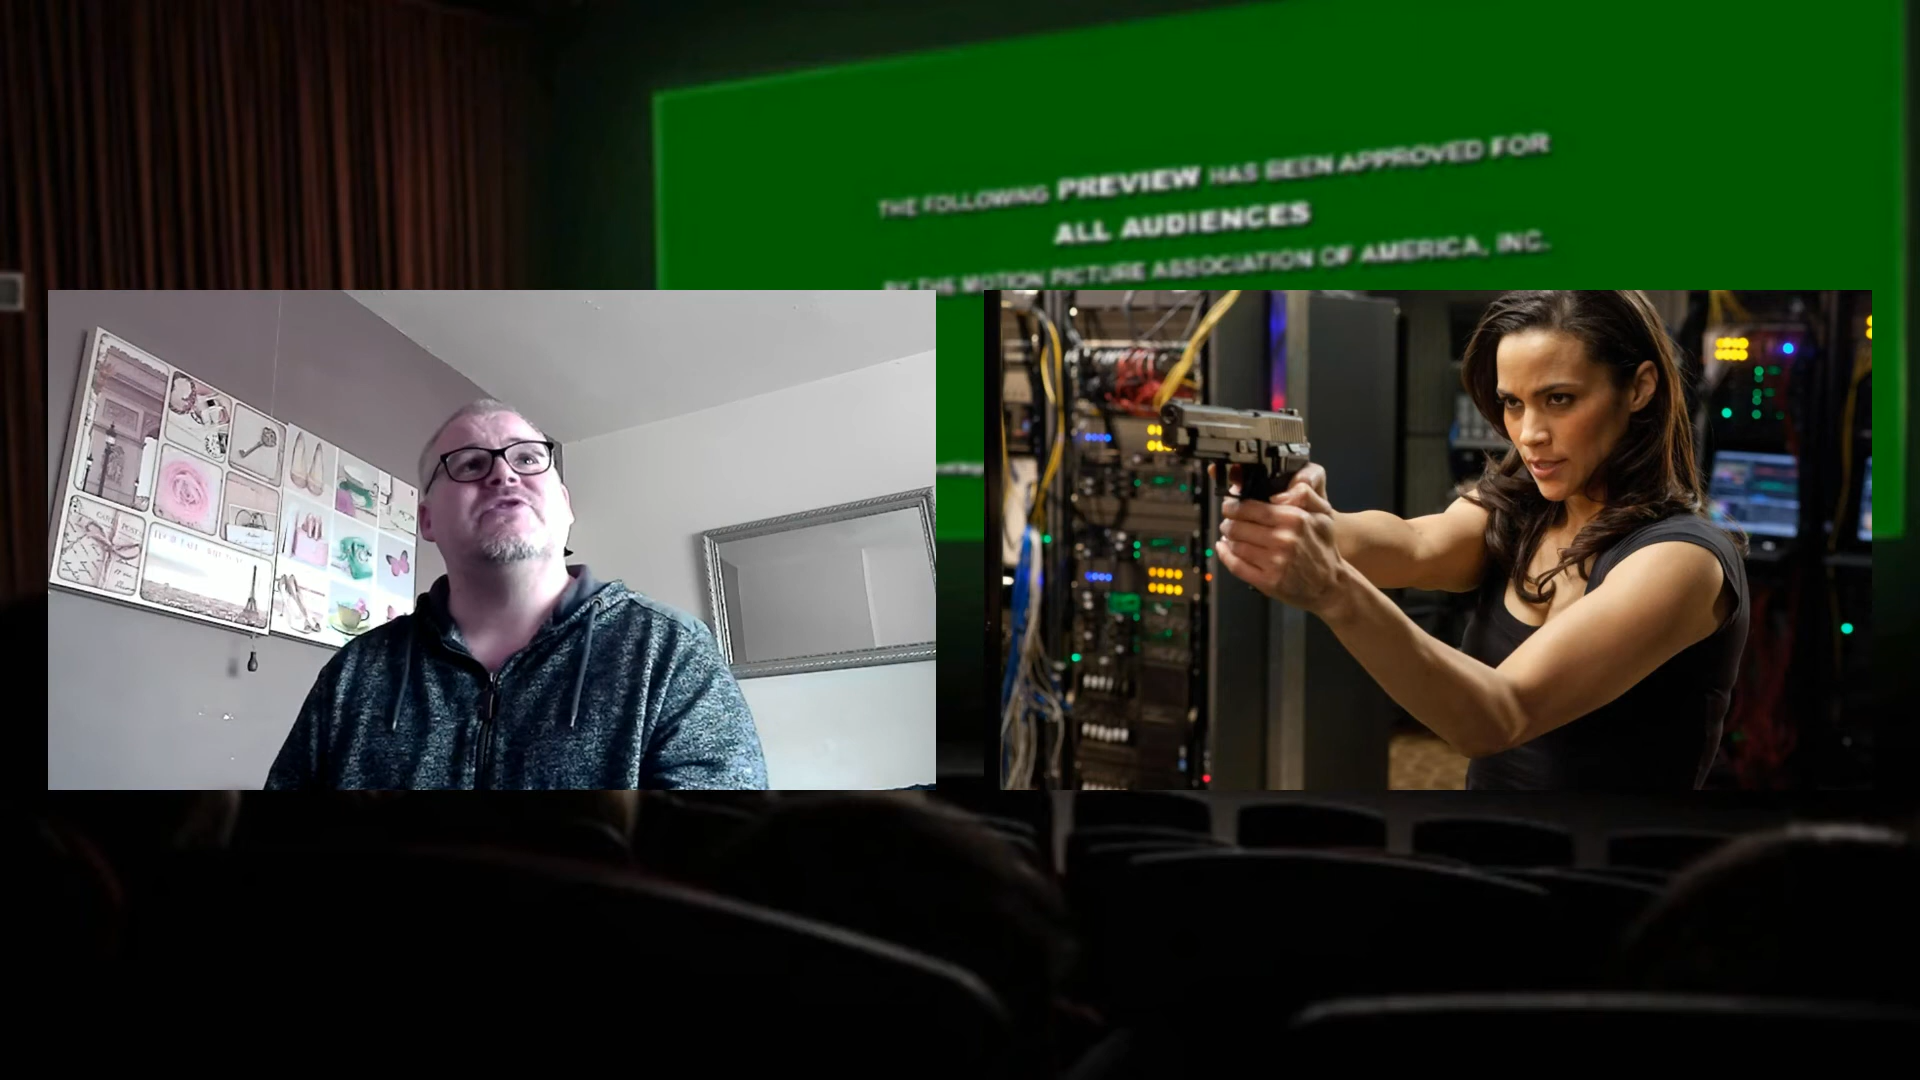 THE FOLLOWING PREVIEW HAS BEEN APPROVED FOR
ALL AUDIENCES
BY THE MOTION PICTURE ASSOCIATION OF AMERICA, INC.